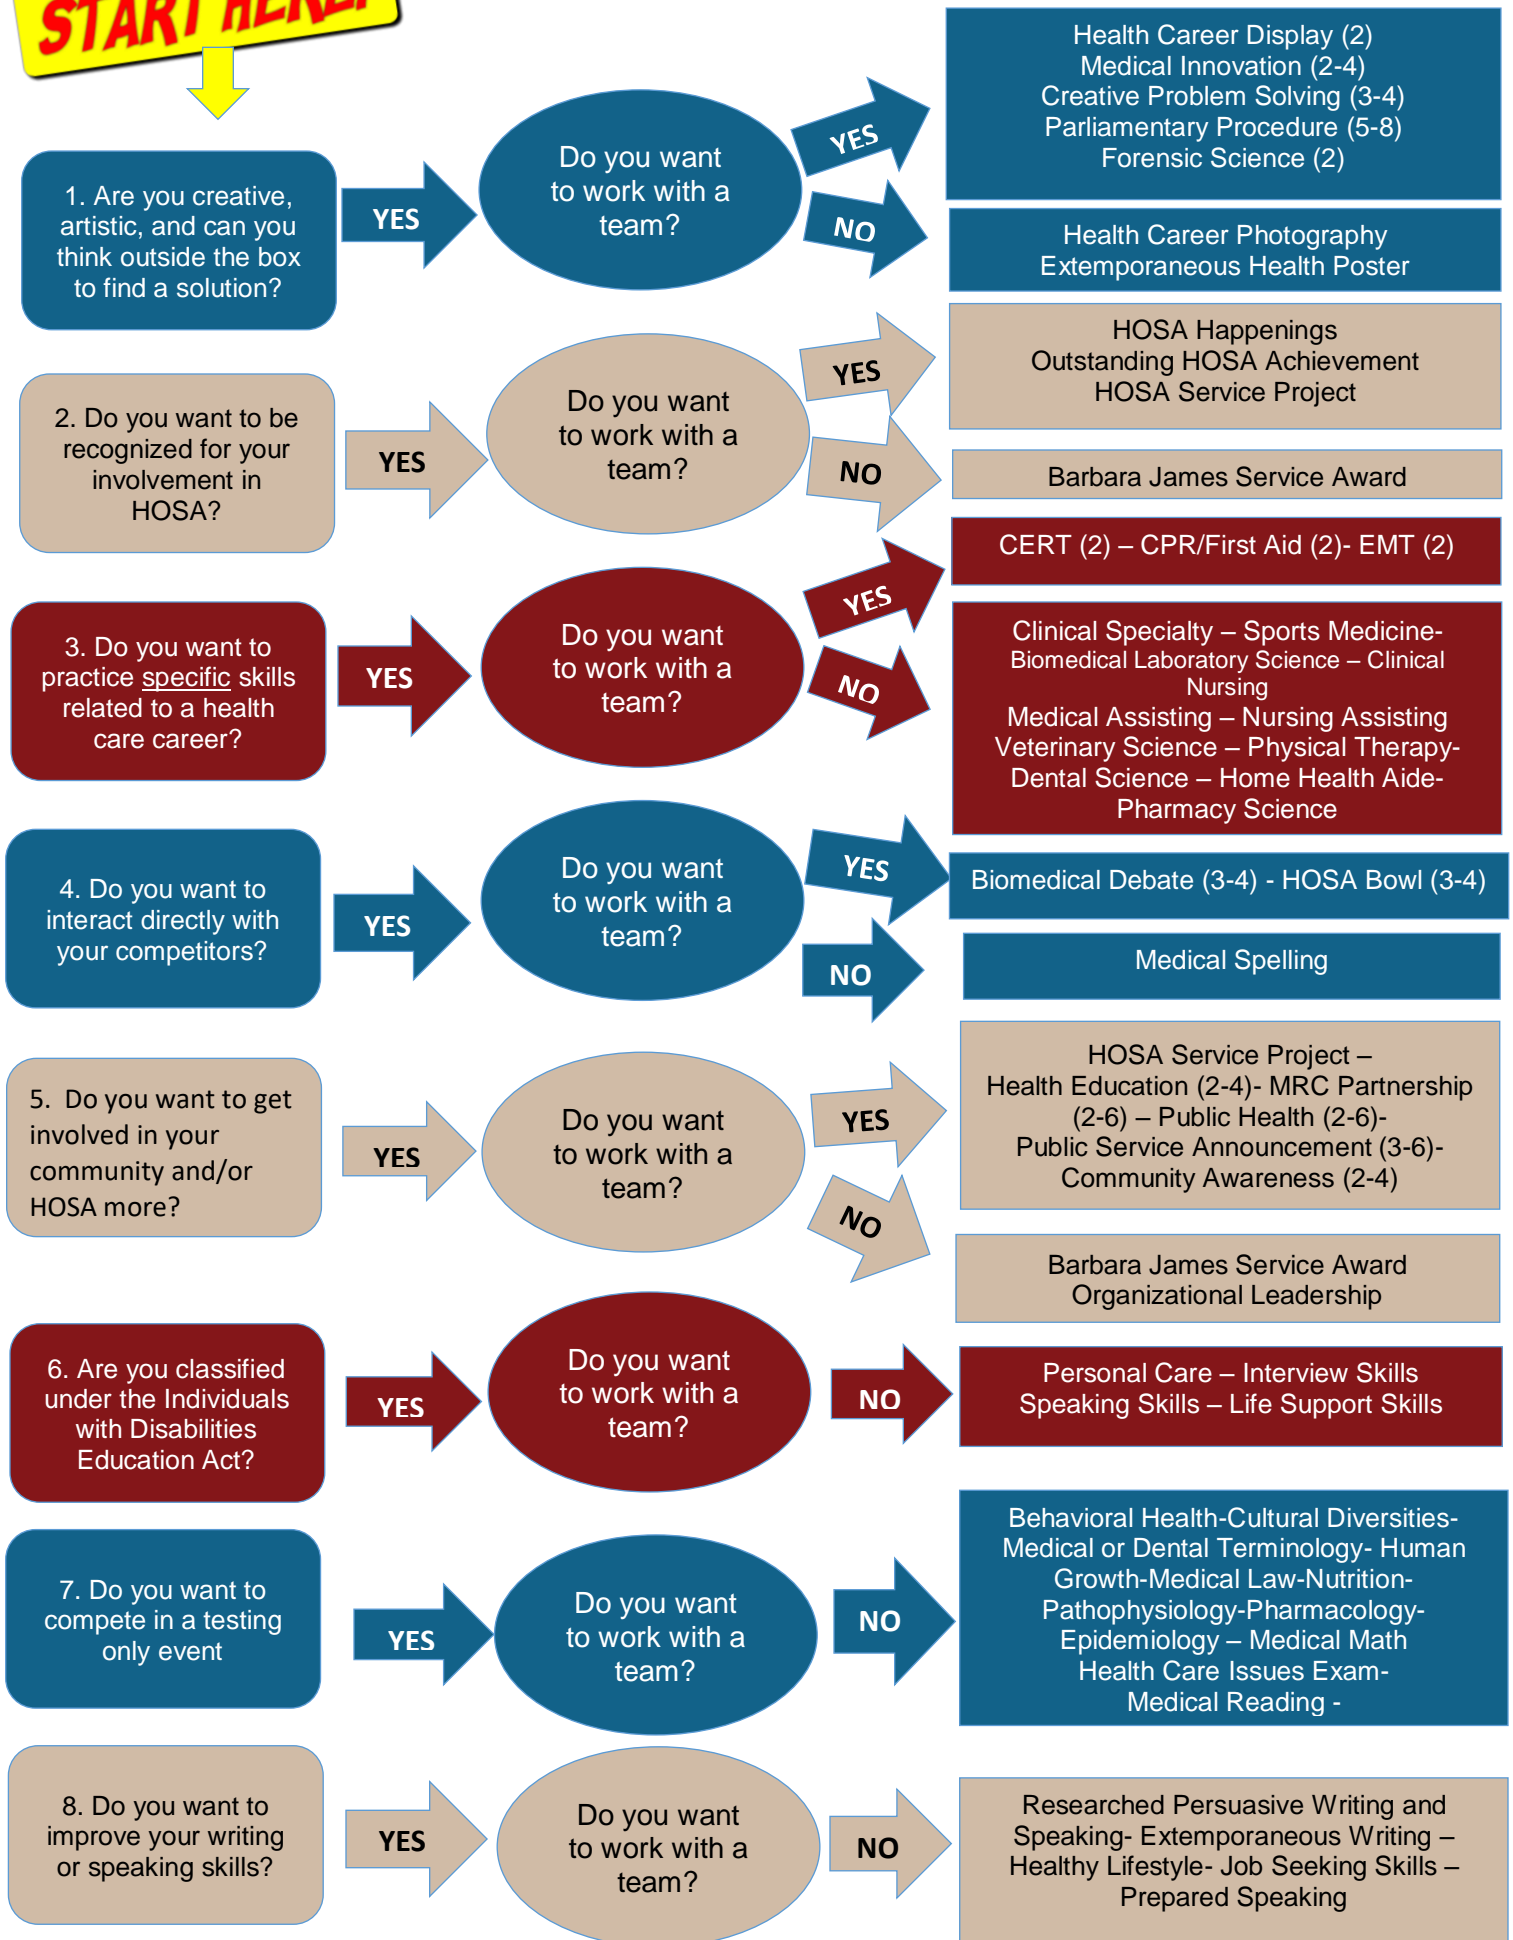 START HERE!
1. Are you creative,
artistic, and can you
think outside the box
to find a solution?
YES
Do you want
to work with a
team?
YES
Health Career Display (2)
Medical Innovation (2-4)
Creative Problem Solving (3-4)
Parliamentary Procedure (5-8)
Forensic Science (2)
NO
Health Career Photography
Extemporaneous Health Poster
2. Do you want to be
recognized for your
involvement in
HOSA?
YES
Do you want
to work with a
team?
YES
HOSA Happenings
Outstanding HOSA Achievement
HOSA Service Project
NO
Barbara James Service Award
3. Do you want to
practice specific skills
related to a health
care career?
YES
Do you want
to work with a
team?
YES
CERT (2) – CPR/First Aid (2)- EMT (2)
NO
Clinical Specialty – Sports Medicine-
Biomedical Laboratory Science – Clinical
Nursing
Medical Assisting – Nursing Assisting
Veterinary Science – Physical Therapy-
Dental Science – Home Health Aide-
Pharmacy Science
4. Do you want to
interact directly with
your competitors?
YES
Do you want
to work with a
team?
YES
Biomedical Debate (3-4) - HOSA Bowl (3-4)
NO
Medical Spelling
5. Do you want to get
involved in your
community and/or
HOSA more?
YES
Do you want
to work with a
team?
YES
HOSA Service Project –
Health Education (2-4)- MRC Partnership
(2-6) – Public Health (2-6)-
Public Service Announcement (3-6)-
Community Awareness (2-4)
NO
Barbara James Service Award
Organizational Leadership
6. Are you classified
under the Individuals
with Disabilities
Education Act?
YES
Do you want
to work with a
team?
NO
Personal Care – Interview Skills
Speaking Skills – Life Support Skills
7. Do you want to
compete in a testing
only event
YES
Do you want
to work with a
team?
NO
Behavioral Health-Cultural Diversities-
Medical or Dental Terminology- Human
Growth-Medical Law-Nutrition-
Pathophysiology-Pharmacology-
Epidemiology – Medical Math
Health Care Issues Exam-
Medical Reading -
8. Do you want to
improve your writing
or speaking skills?
YES
Do you want
to work with a
team?
NO
Researched Persuasive Writing and
Speaking- Extemporaneous Writing –
Healthy Lifestyle- Job Seeking Skills –
Prepared Speaking